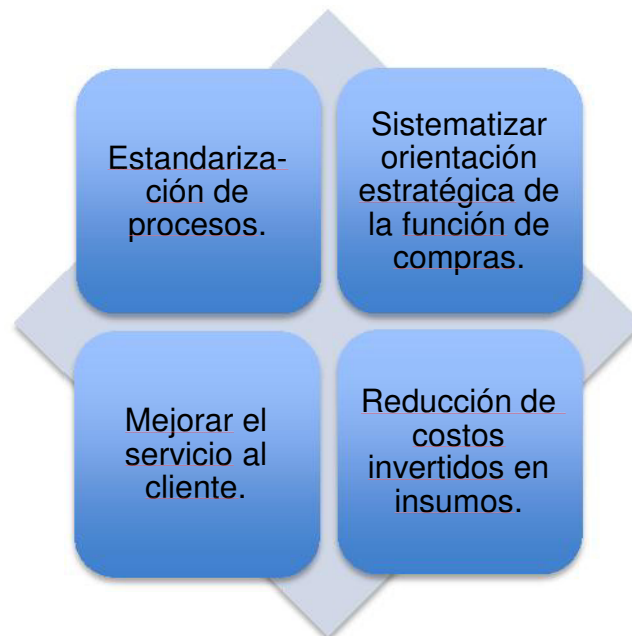 Estandariza-
ción de
procesos.
Sistematizar
orientación
estratégica de
la función de
compras.
Mejorar el
servicio al
cliente.
Reducción de
costos
invertidos en
insumos.